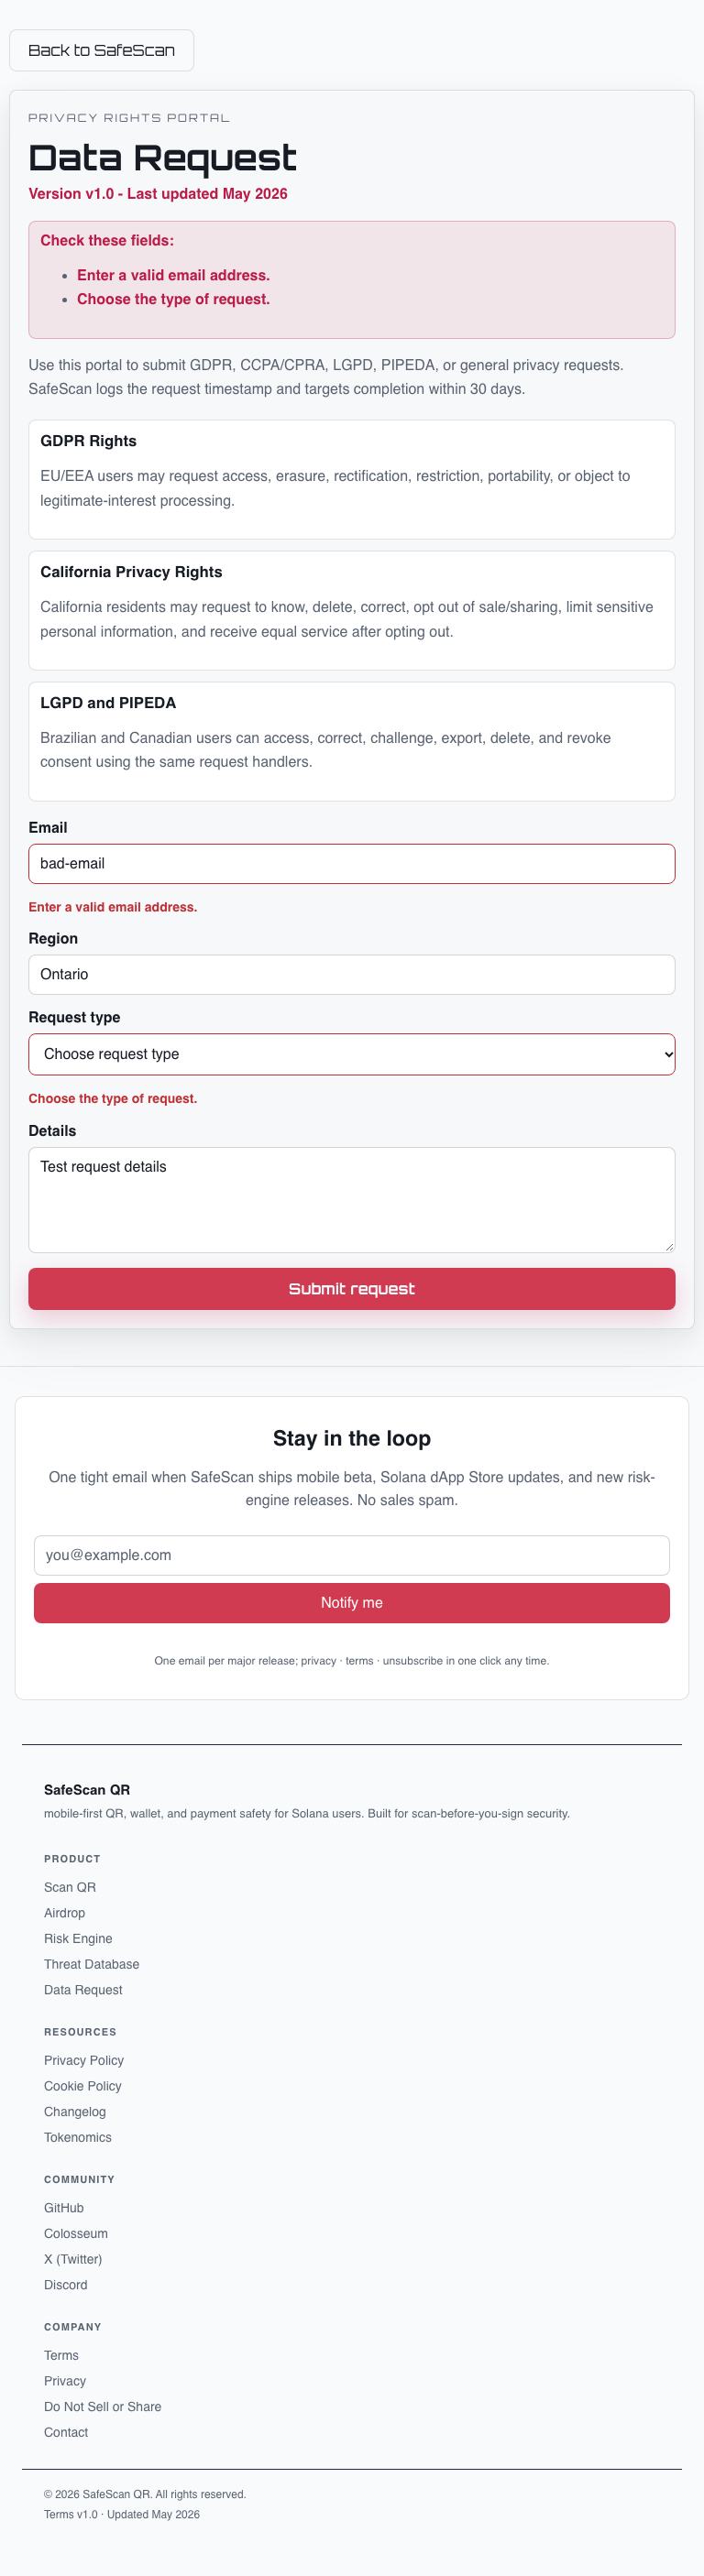 Back to SafeScan
PRIVACY RIGHTS PORTAL
Data Request
Version v1.0 - Last updated May 2026
Check these fields:
• Enter a valid email address.
• Choose the type of request.
Use this portal to submit GDPR, CCPA/CPRA, LGPD, PIPEDA, or general privacy requests.
SafeScan logs the request timestamp and targets completion within 30 days.
GDPR Rights
EU/EEA users may request access, erasure, rectification, restriction, portability, or object to
legitimate-interest processing.
California Privacy Rights
California residents may request to know, delete, correct, opt out of sale/sharing, limit sensitive
personal information, and receive equal service after opting out.
LGPD and PIPEDA
Brazilian and Canadian users can access, correct, challenge, export, delete, and revoke
consent using the same request handlers.
Email
bad-email
Enter a valid email address.
Region
Ontario
Request type
Choose request type
Choose the type of request.
Details
Test request details
Submit request
Stay in the loop
One tight email when SafeScan ships mobile beta, Solana dApp Store updates, and new risk-
engine releases. No sales spam.
you@example.com
Notify me
One email per major release; privacy · terms · unsubscribe in one click any time.
SafeScan QR
mobile-first QR, wallet, and payment safety for Solana users. Built for scan-before-you-sign security.
PRODUCT
Scan QR
Airdrop
Risk Engine
Threat Database
Data Request
RESOURCES
Privacy Policy
Cookie Policy
Changelog
Tokenomics
COMMUNITY
GitHub
Colosseum
X (Twitter)
Discord
COMPANY
Terms
Privacy
Do Not Sell or Share
Contact
© 2026 SafeScan QR. All rights reserved.
Terms v1.0 · Updated May 2026